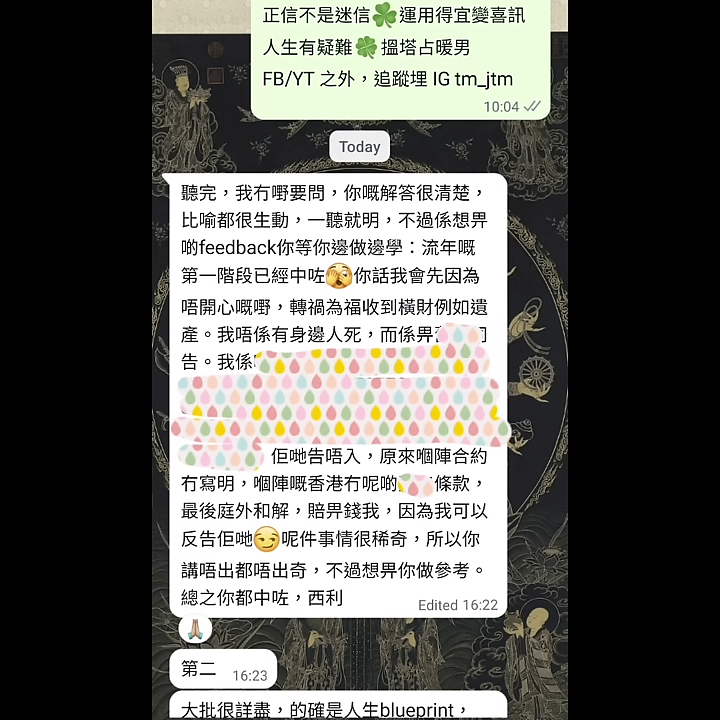 正信不是迷信🍀運用得宜變喜訊
人生有疑難🍀搵塔占暖男
FB/YT 之外，追蹤埋 IG tm_jtm
10:04
Today
聽完，我冇嘢要問，你嘅解答很清楚，
比喻都很生動，一聽就明，不過係想畀
啲feedback你等你邊做邊學：流年嘅
第一階段已經中咗🫣你話我會先因為
唔開心嘅嘢，轉禍為福收到橫財例如遺
產。我唔係有身邊人死，而係畀
告。我係
佢哋告唔入，原來嗰陣合約
冇寫明，嗰陣嘅香港冇呢啲 條款，
最後庭外和解，賠畀錢我，因為我可以
反告佢哋😏呢件事情很稀奇，所以你
講唔出都唔出奇，不過想畀你做參考。
總之你都中咗，西利
Edited 16:22
🙏🏼
第二
16:23
大批很詳盡，的確是人生blueprint，